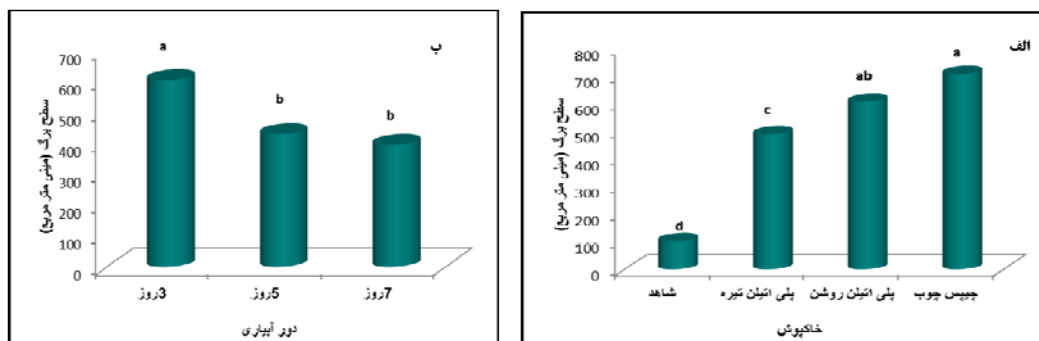 الف
سطح برگ (میلی متر مربع)
800
700
600
500
400
300
200
100
0
d
c
ab
a
شاهد
پلی اتیلن تیره
پلی اتیلن روشن
چیپس چوب
خاکپوش
ب
سطح برگ (میلی متر مربع)
700
600
500
400
300
200
100
0
a
b
b
3روز
5روز
7روز
دور آبیاری